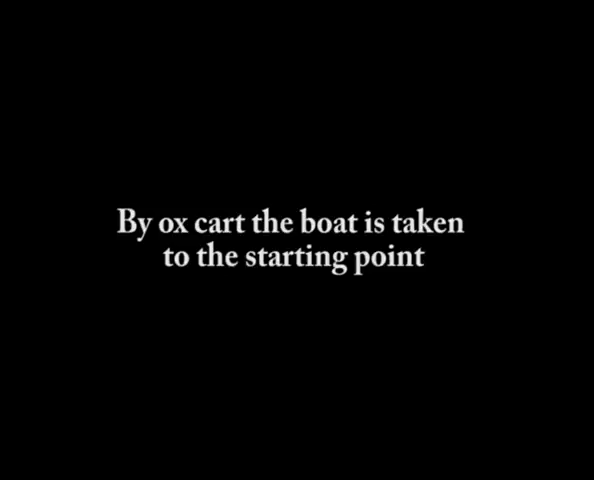 By ox cart the boat is taken
to the starting point